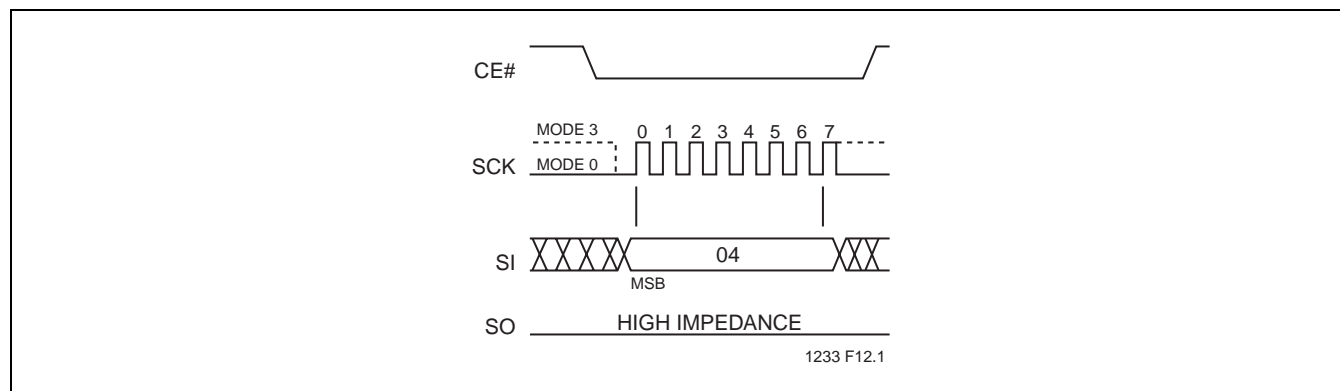 CE#
MODE 3
0 1 2 3 4 5 6 7
SCK
MODE 0
SI
04
MSB
SO
HIGH IMPEDANCE
1233 F12.1